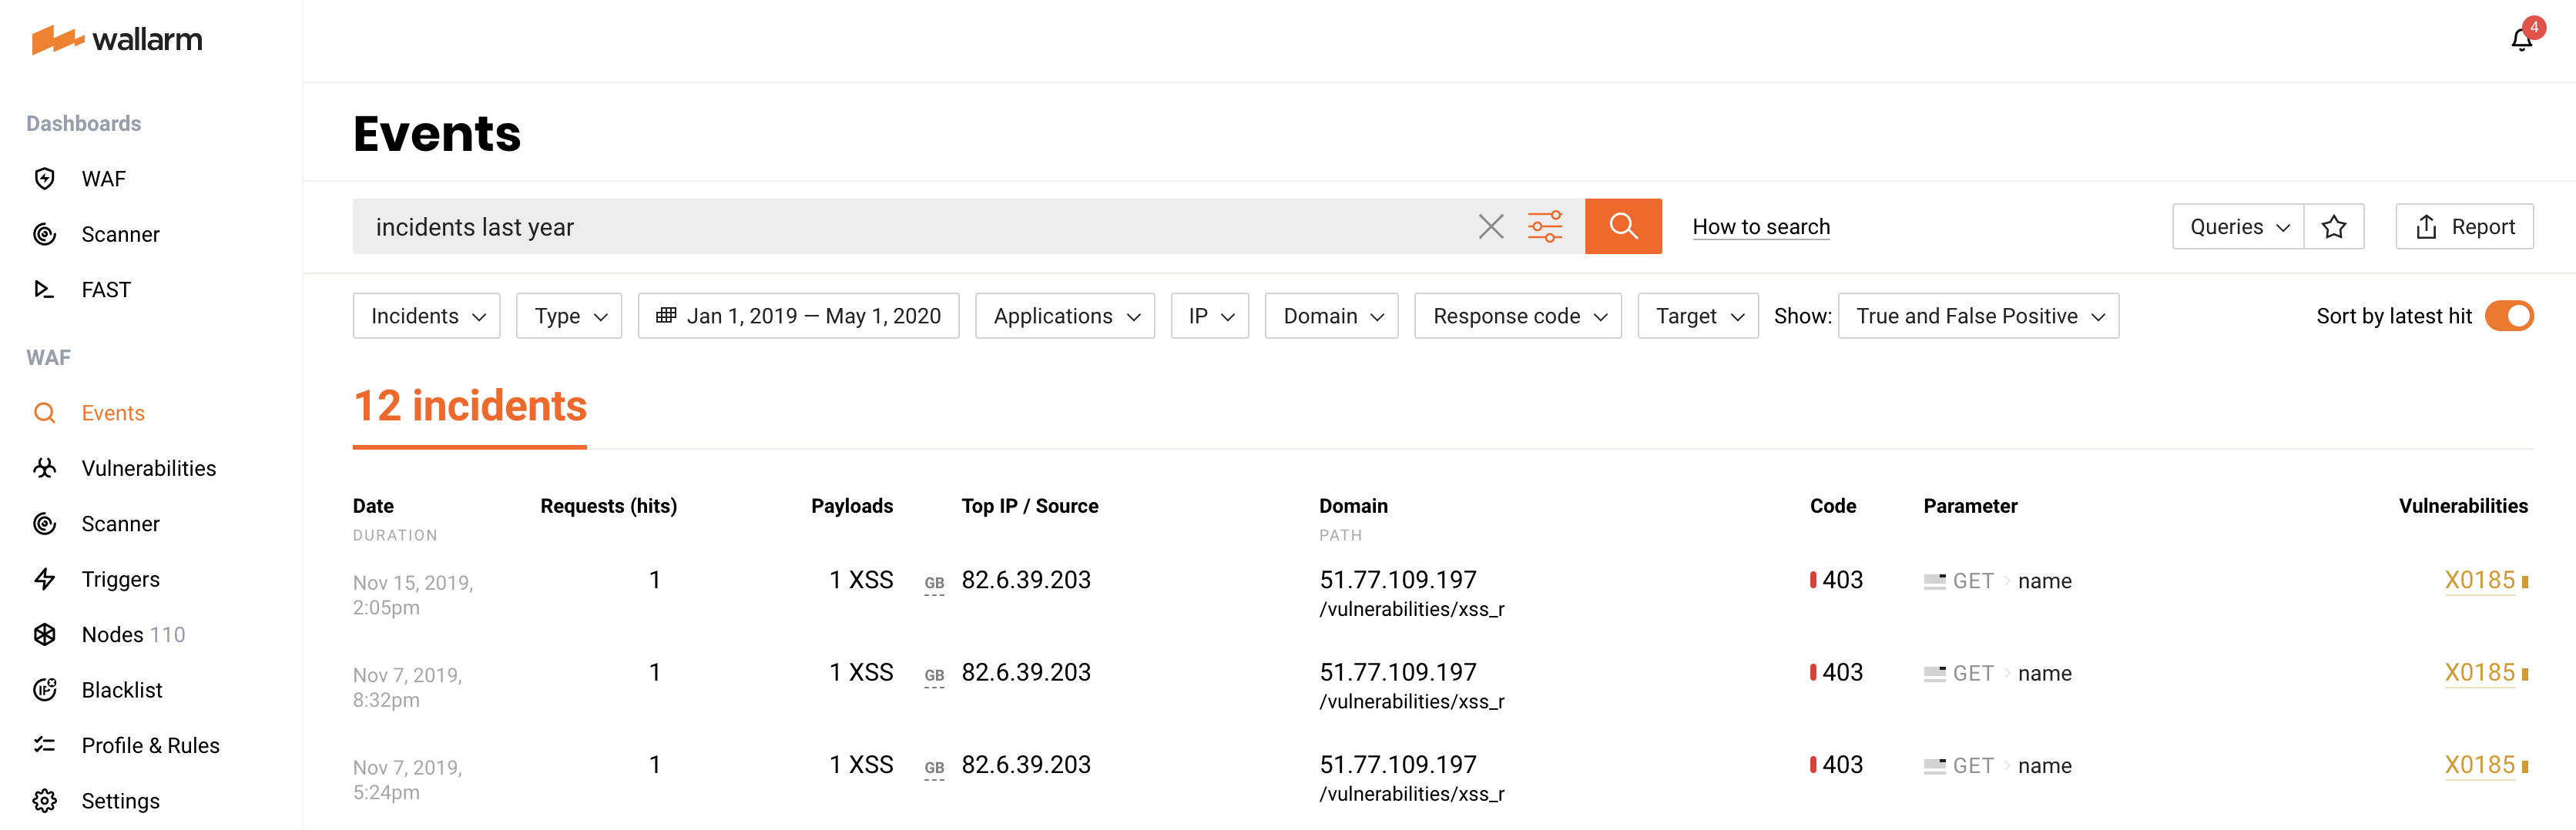 wallarm
4
Dashboards
WAF
Scanner
FAST
WAF
Events
Vulnerabilities
Scanner
Triggers
Nodes 110
Blacklist
Profile & Rules
Settings
Events
incidents last year
How to search
Queries
Report
Incidents
Type
Jan 1, 2019 — May 1, 2020
Applications
IP
Domain
Response code
Target
Show: True and False Positive
Sort by latest hit
12 incidents
Date Requests (hits) Payloads Top IP / Source Domain Code Parameter Vulnerabilities
DURATION PATH
Nov 15, 2019, 1 1 XSS GB 82.6.39.203 51.77.109.197 403 GET name X0185
2:05pm /vulnerabilities/xss_r
Nov 7, 2019, 1 1 XSS GB 82.6.39.203 51.77.109.197 403 GET name X0185
8:32pm /vulnerabilities/xss_r
Nov 7, 2019, 1 1 XSS GB 82.6.39.203 51.77.109.197 403 GET name X0185
5:24pm /vulnerabilities/xss_r